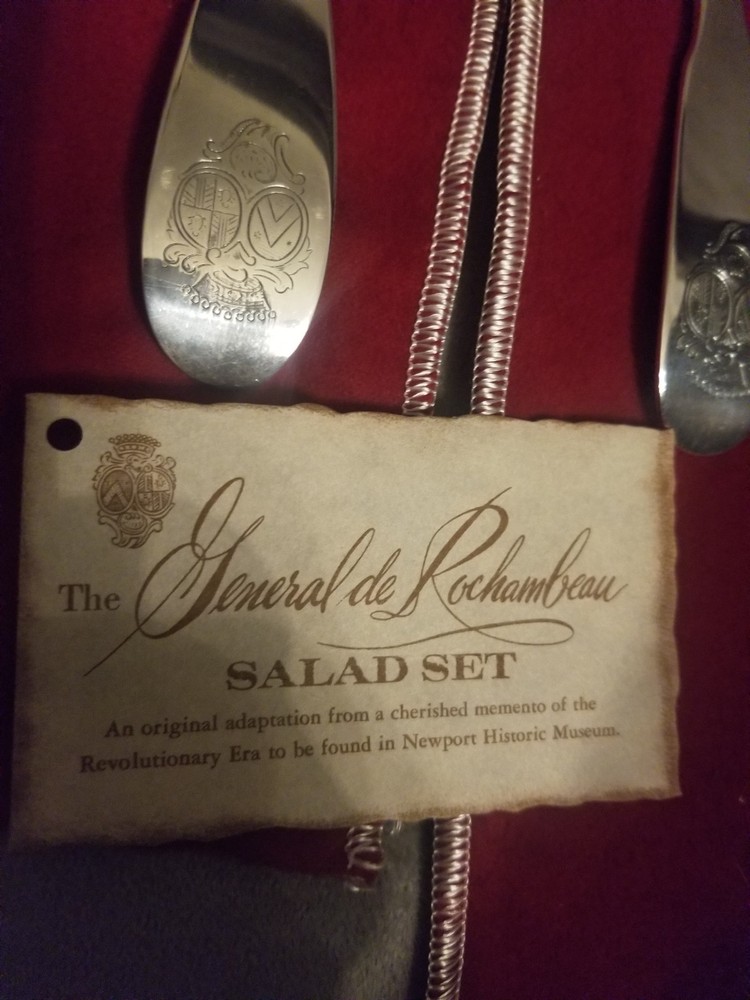 The General de Rochambeau
SALAD SET
An original adaptation from a cherished memento of the
Revolutionary Era to be found in Newport Historic Museum.